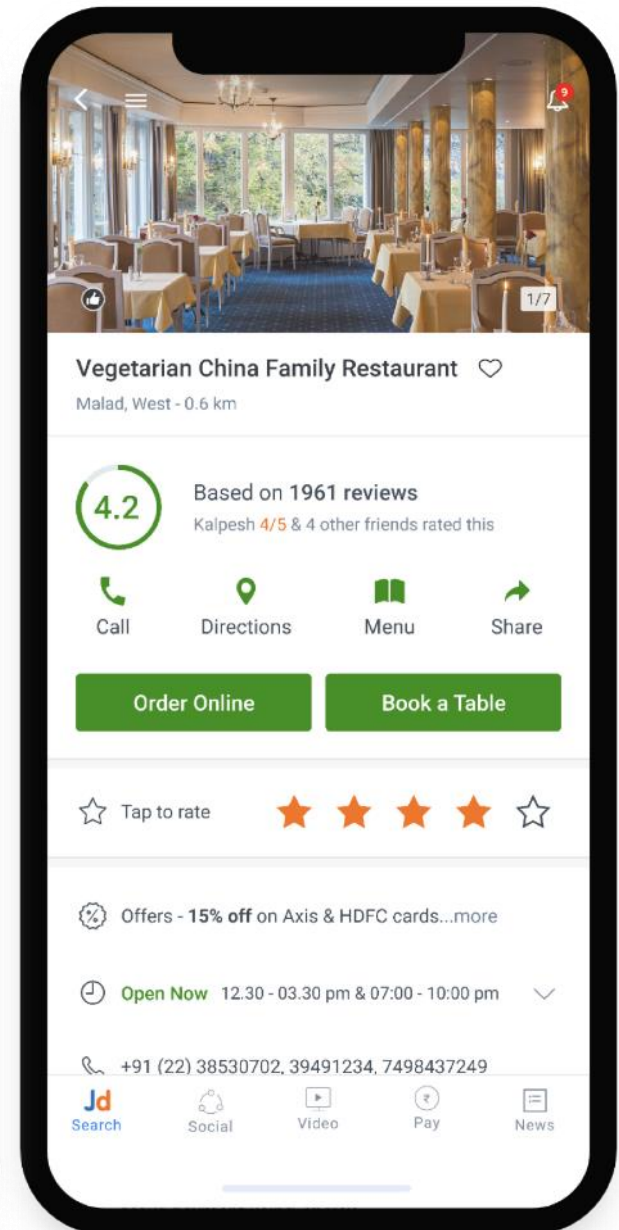 9
1/7
Vegetarian China Family Restaurant
Malad, West - 0.6 km
4.2
Based on 1961 reviews
Kalpesh 4/5 & 4 other friends rated this
Call Directions Menu Share
Order Online Book a Table
Tap to rate
Offers - 15% off on Axis & HDFC cards...more
Open Now 12.30 - 03.30 pm & 07:00 - 10:00 pm
+91 (22) 38530702, 39491234, 7498437249
Jd
Search Social Video Pay News